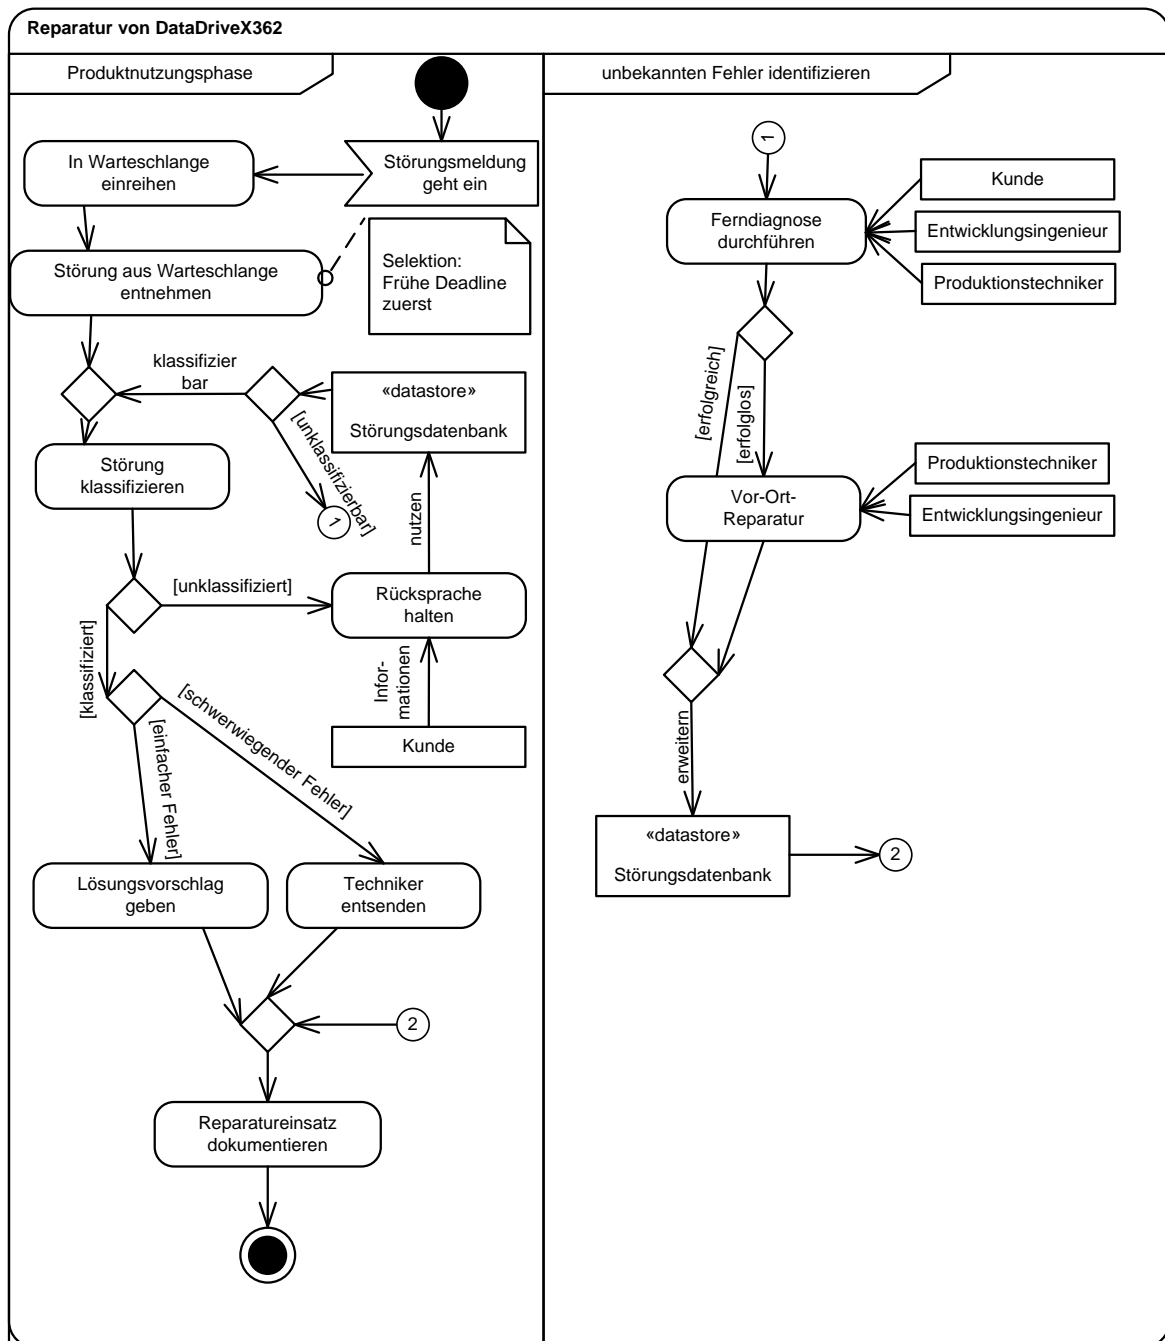 Reparatur von DataDriveX362
Produktnutzungsphase
In Warteschlange
einreihen
Störungsmeldung
geht ein
Störung aus Warteschlange
entnehmen
Selektion:
Frühe Deadline
zuerst
klassifizier
bar
«datastore»
Störungsdatenbank
[unklassifizierbar]
1
Störung
klassifizieren
nutzen
[unklassifiziert]
Rücksprache
halten
[klassifiziert]
Infor-
mationen
Kunde
[einfacher Fehler]
[schwerwiegender Fehler]
Lösungsvorschlag
geben
Techniker
entsenden
2
Reparatureinsatz
dokumentieren
unbekannten Fehler identifizieren
1
Ferndiagnose
durchführen
Kunde
Entwicklungsingenieur
Produktionstechniker
[erfolgreich]
[erfolglos]
Vor-Ort-
Reparatur
Produktionstechniker
Entwicklungsingenieur
erweitern
«datastore»
Störungsdatenbank
2